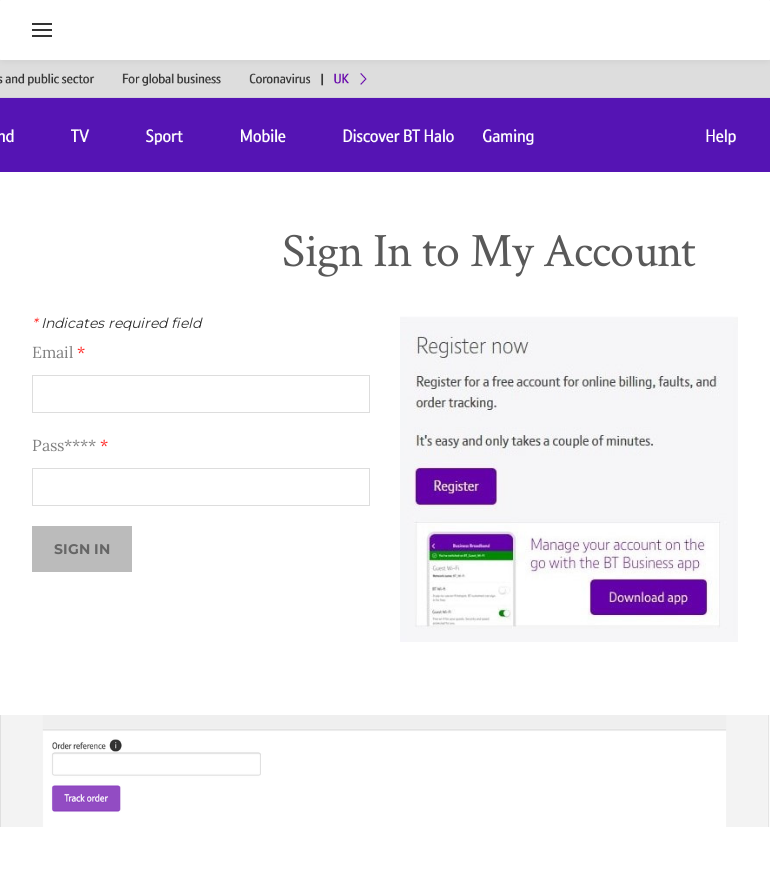 s and public sector For global business Coronavirus | UK
nd TV Sport Mobile Discover BT Halo Gaming Help
Sign In to My Account
* Indicates required field
Email *
Pass**** *
SIGN IN
Register now
Register for a free account for online billing, faults, and
order tracking.
It's easy and only takes a couple of minutes.
Register
Business Broadband
Guest Wi-Fi
BT Wi-Fi
Guest Wi-Fi
Manage your account on the
go with the BT Business app
Download app
Order reference i
Track order